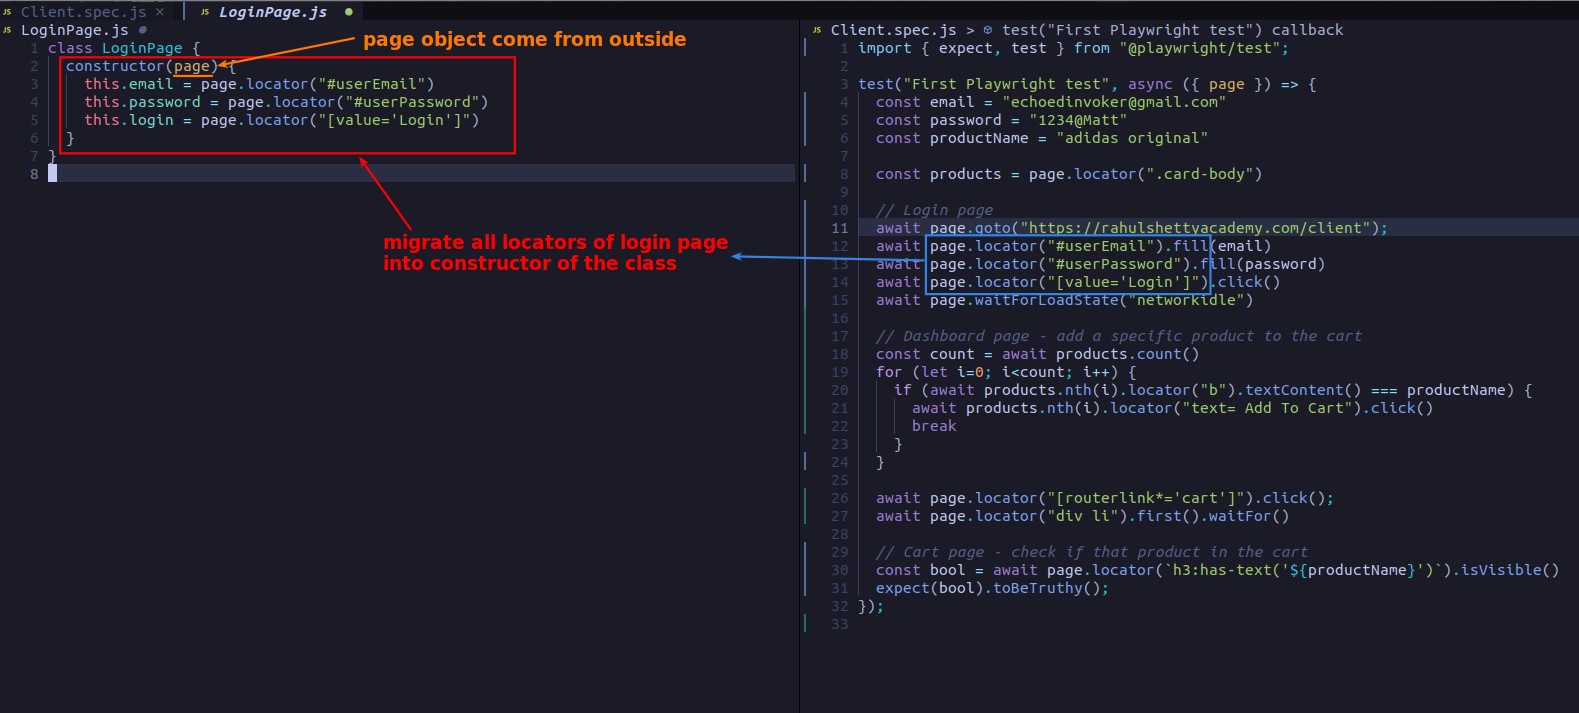 JS Client.spec.js × JS LoginPage.js ●
JS LoginPage.js ●
1 class LoginPage {
2 constructor(page) {
3 this.email = page.locator("#userEmail")
4 this.password = page.locator("#userPassword")
5 this.login = page.locator("[value='Login']")
6 }
7 }
8
page object come from outside
migrate all locators of login page
into constructor of the class
JS Client.spec.js > test("First Playwright test") callback
1 import { expect, test } from "@playwright/test";
2
3 test("First Playwright test", async ({ page }) => {
4 const email = "echoedinvoker@gmail.com"
5 const password = "1234@Matt"
6 const productName = "adidas original"
7
8 const products = page.locator(".card-body")
9
10 // Login page
11 await page.goto("https://rahulshettyacademy.com/client");
12 await page.locator("#userEmail").fill(email)
13 await page.locator("#userPassword").fill(password)
14 await page.locator("[value='Login']").click()
15 await page.waitForLoadState("networkidle")
16
17 // Dashboard page - add a specific product to the cart
18 const count = await products.count()
19 for (let i=0; i<count; i++) {
20 if (await products.nth(i).locator("b").textContent() === productName) {
21 await products.nth(i).locator("text= Add To Cart").click()
22 break
23 }
24 }
25
26 await page.locator("[routerlink*='cart']").click();
27 await page.locator("div li").first().waitFor()
28
29 // Cart page - check if that product in the cart
30 const bool = await page.locator(`h3:has-text('${productName}')`).isVisible()
31 expect(bool).toBeTruthy();
32 });
33